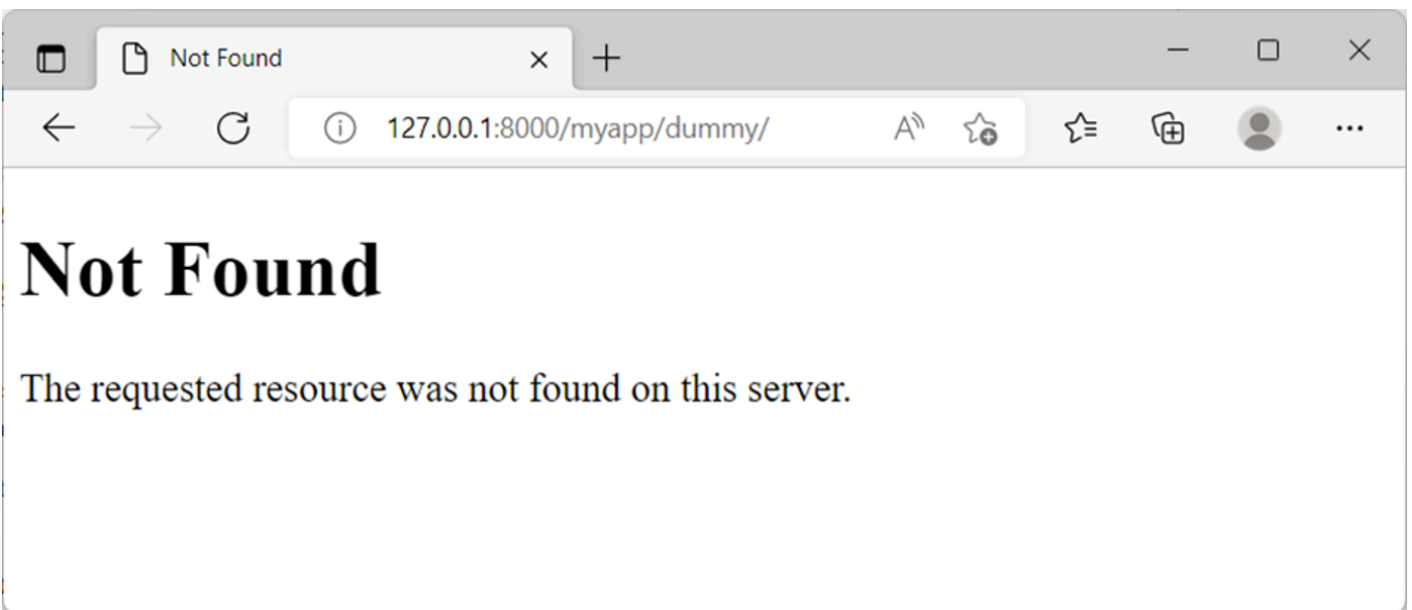 Not Found
127.0.0.1:8000/myapp/dummy/
Not Found
The requested resource was not found on this server.